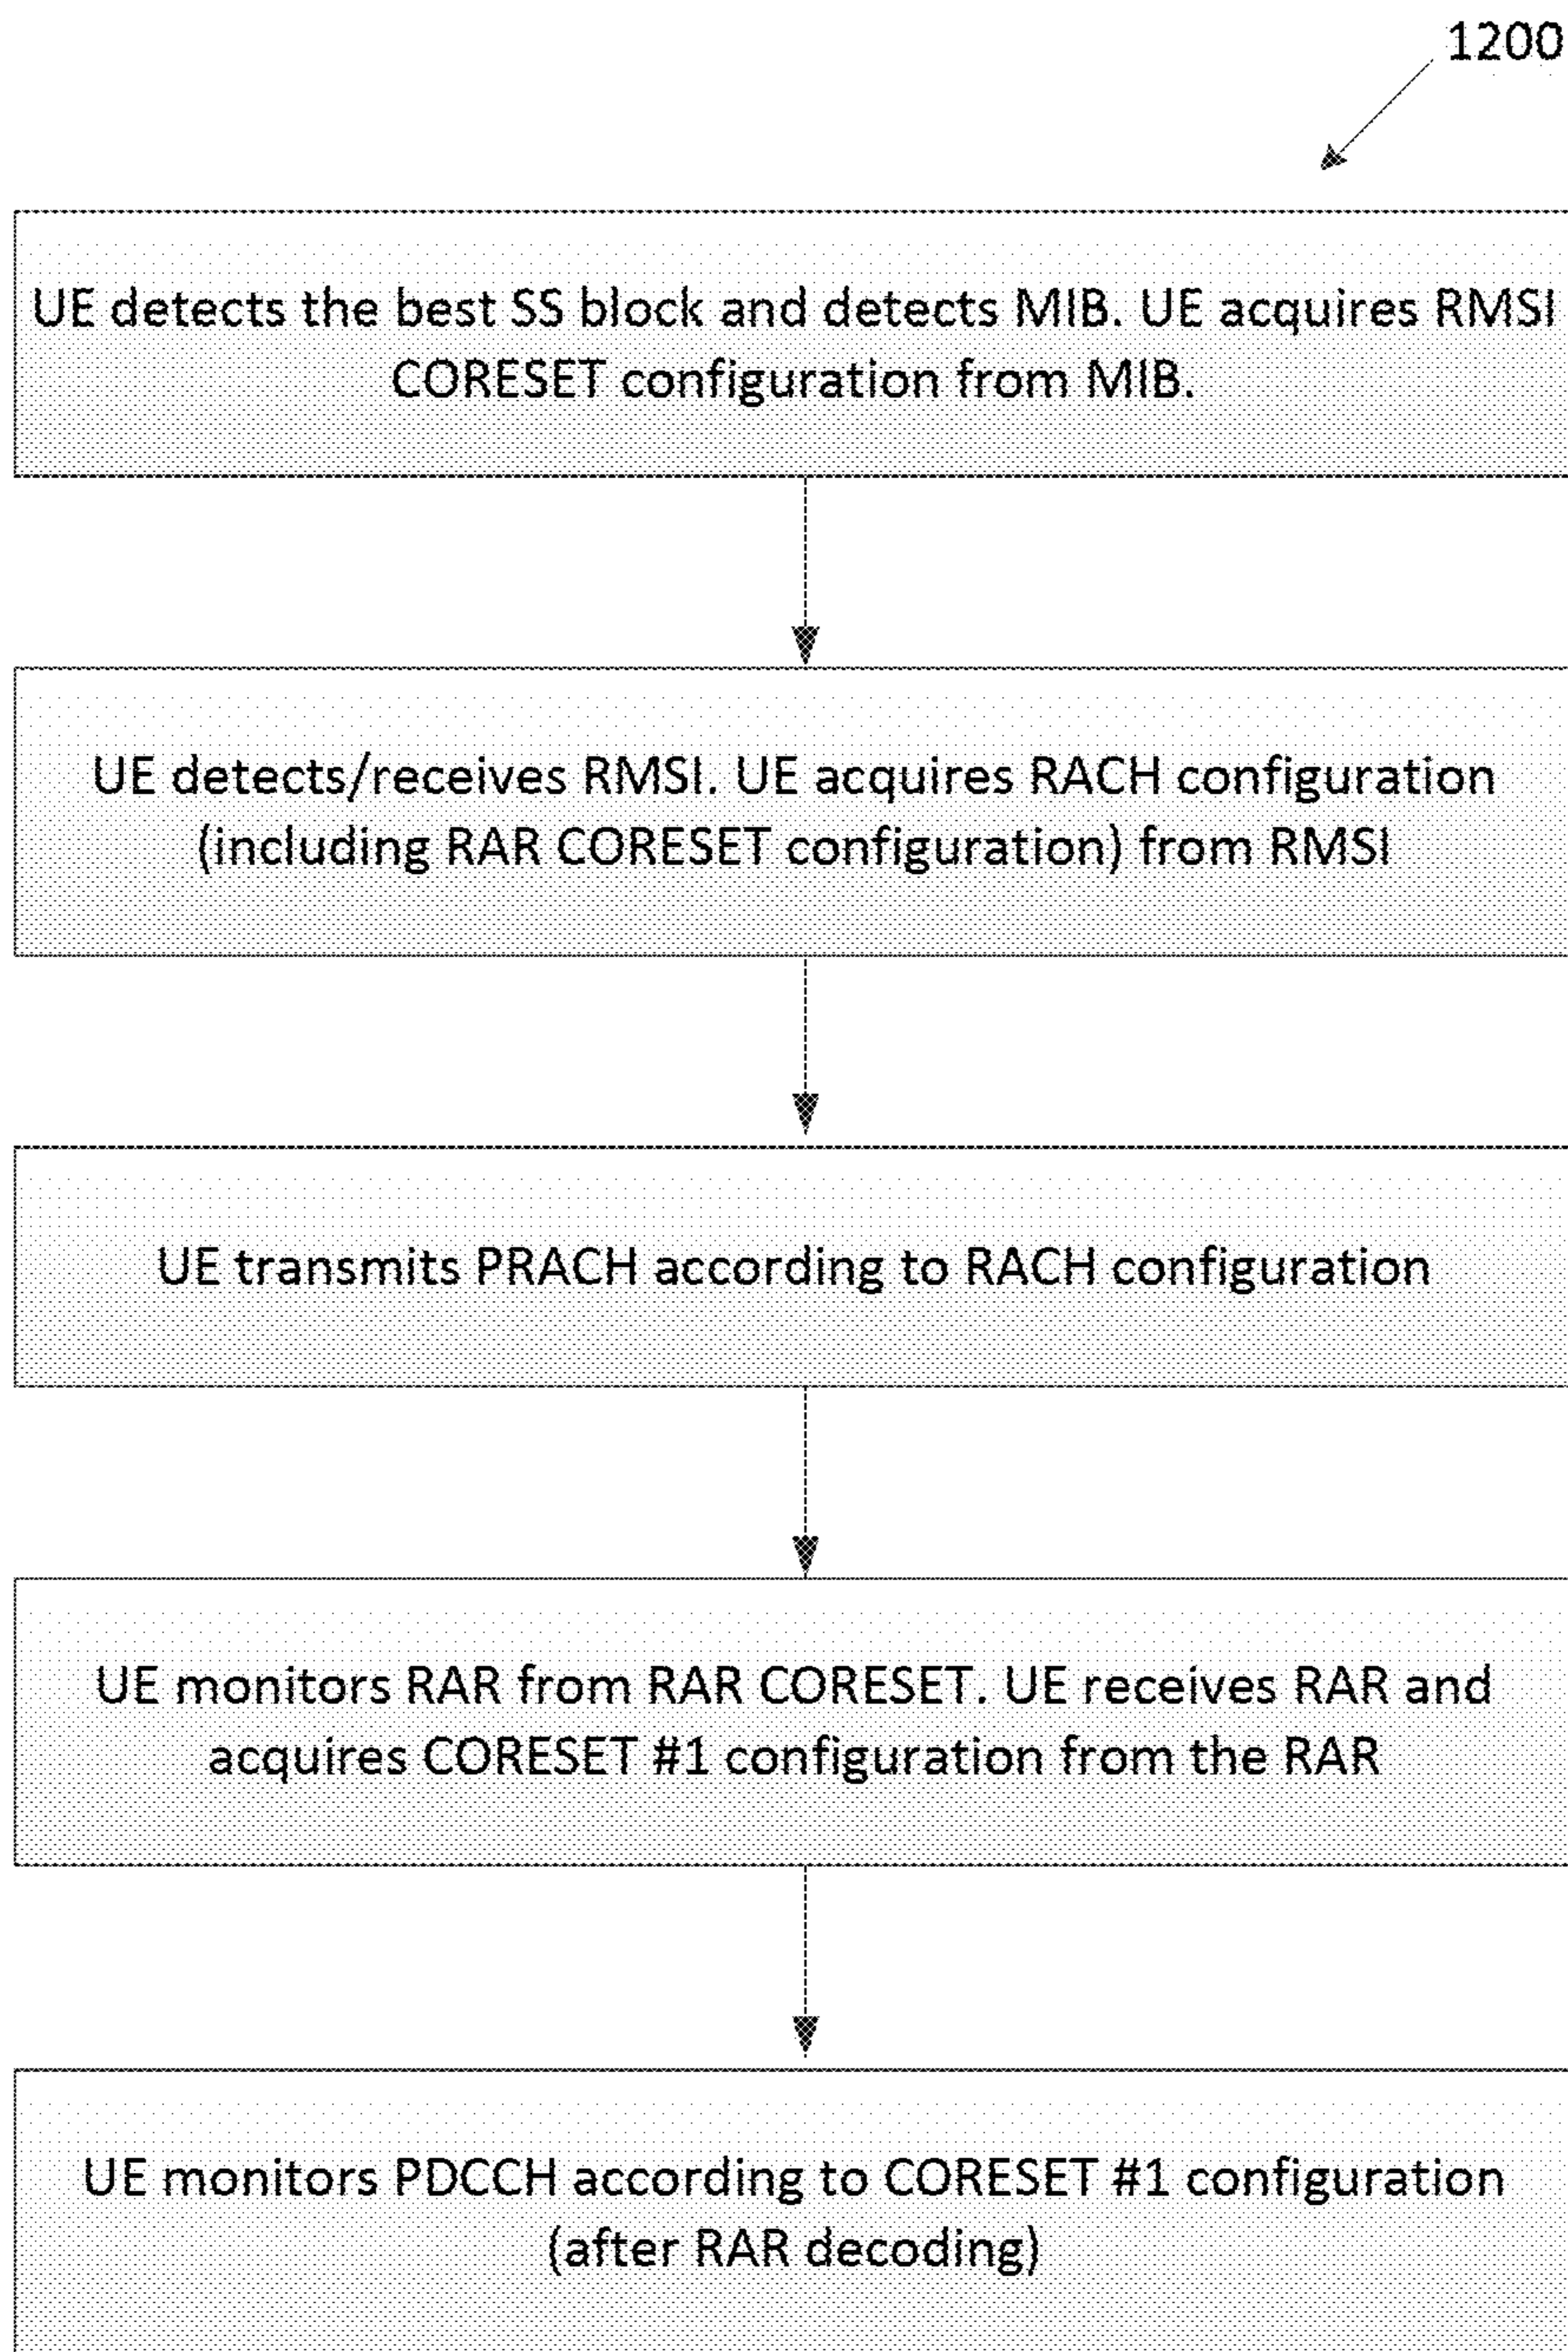 1200
UE detects the best SS block and detects MIB. UE acquires RMSI
CORESET configuration from MIB.
UE detects/receives RMSI. UE acquires RACH configuration
(including RAR CORESET configuration) from RMSI
UE transmits PRACH according to RACH configuration
UE monitors RAR from RAR CORESET. UE receives RAR and
acquires CORESET #1 configuration from the RAR
UE monitors PDCCH according to CORESET #1 configuration
(after RAR decoding)